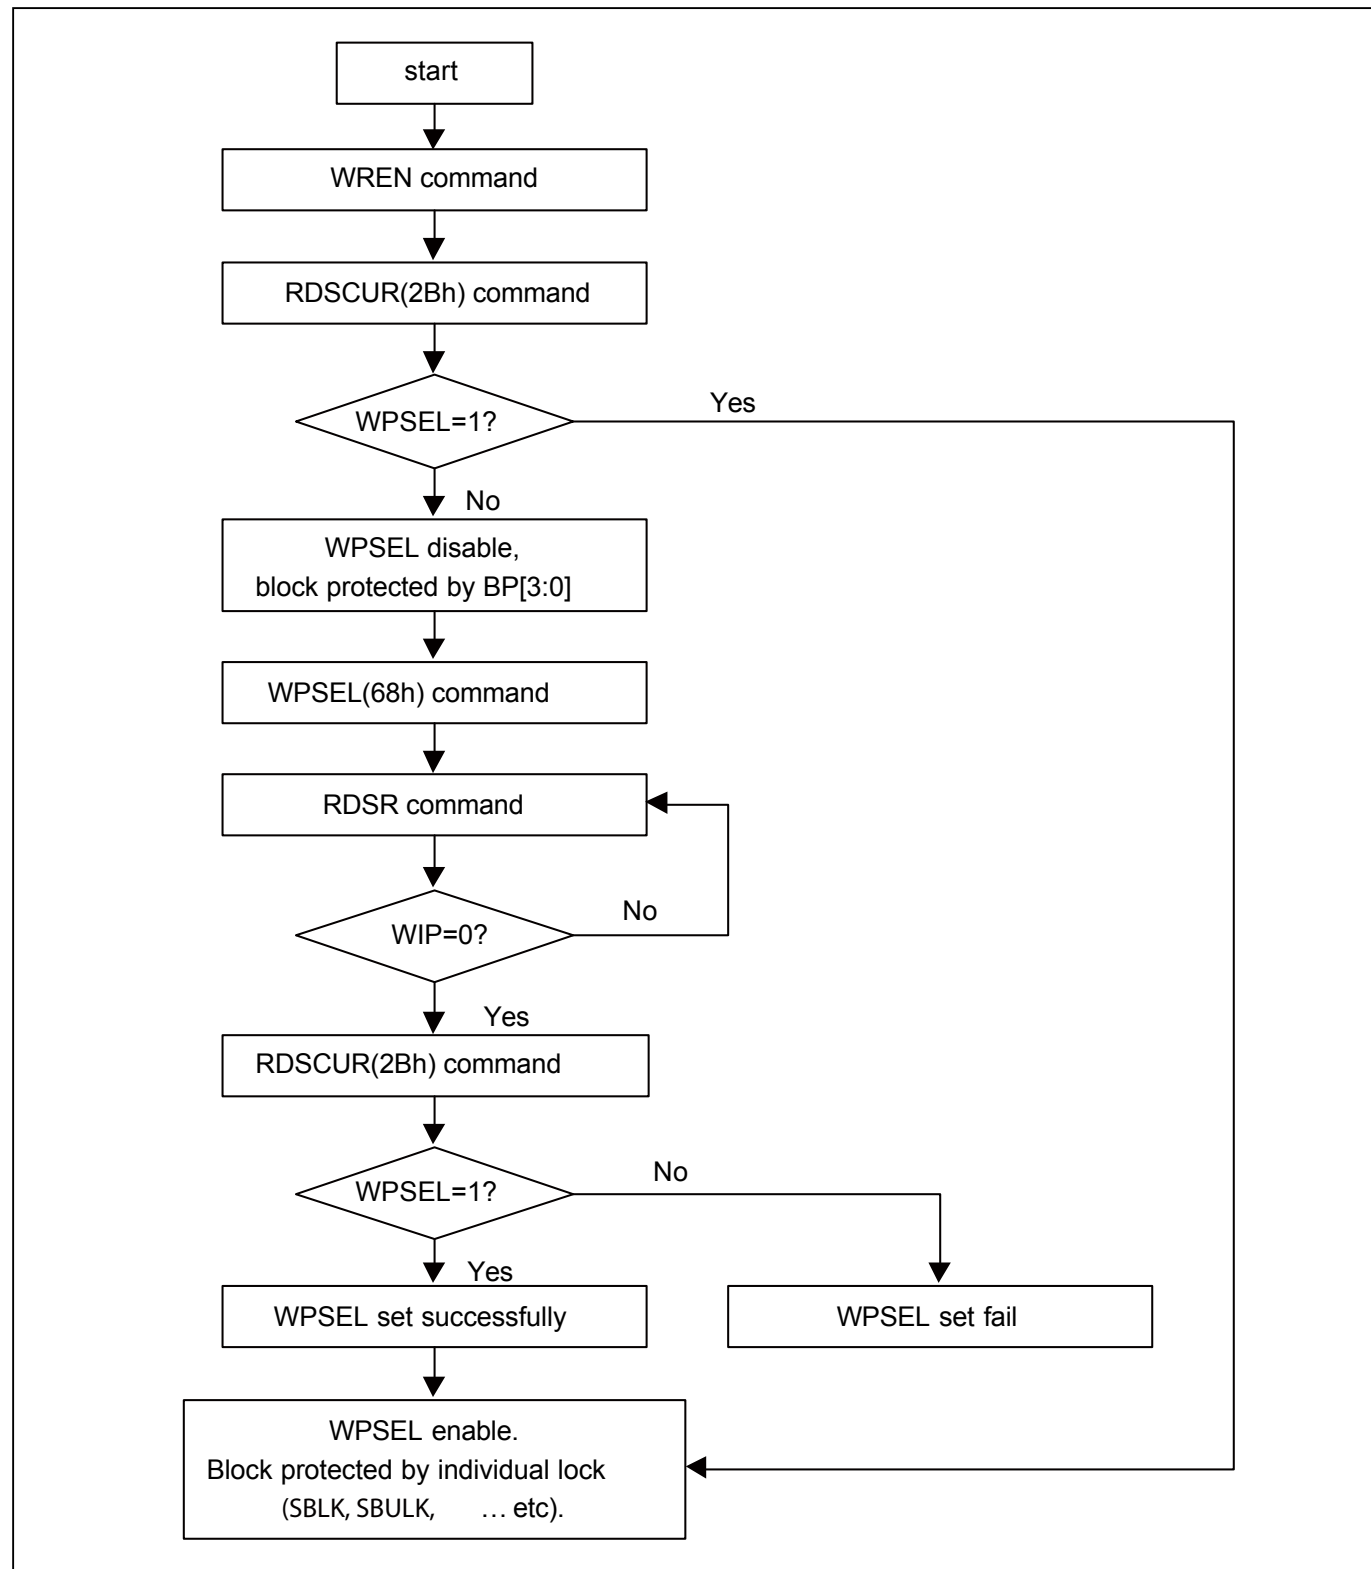 start
WREN command
RDSCUR(2Bh) command
WPSEL=1?
Yes
No
WPSEL disable,
block protected by BP[3:0]
WPSEL(68h) command
RDSR command
WIP=0?
No
Yes
RDSCUR(2Bh) command
WPSEL=1?
No
Yes
WPSEL set successfully
WPSEL set fail
WPSEL enable.
Block protected by individual lock
(SBLK, SBULK, … etc).